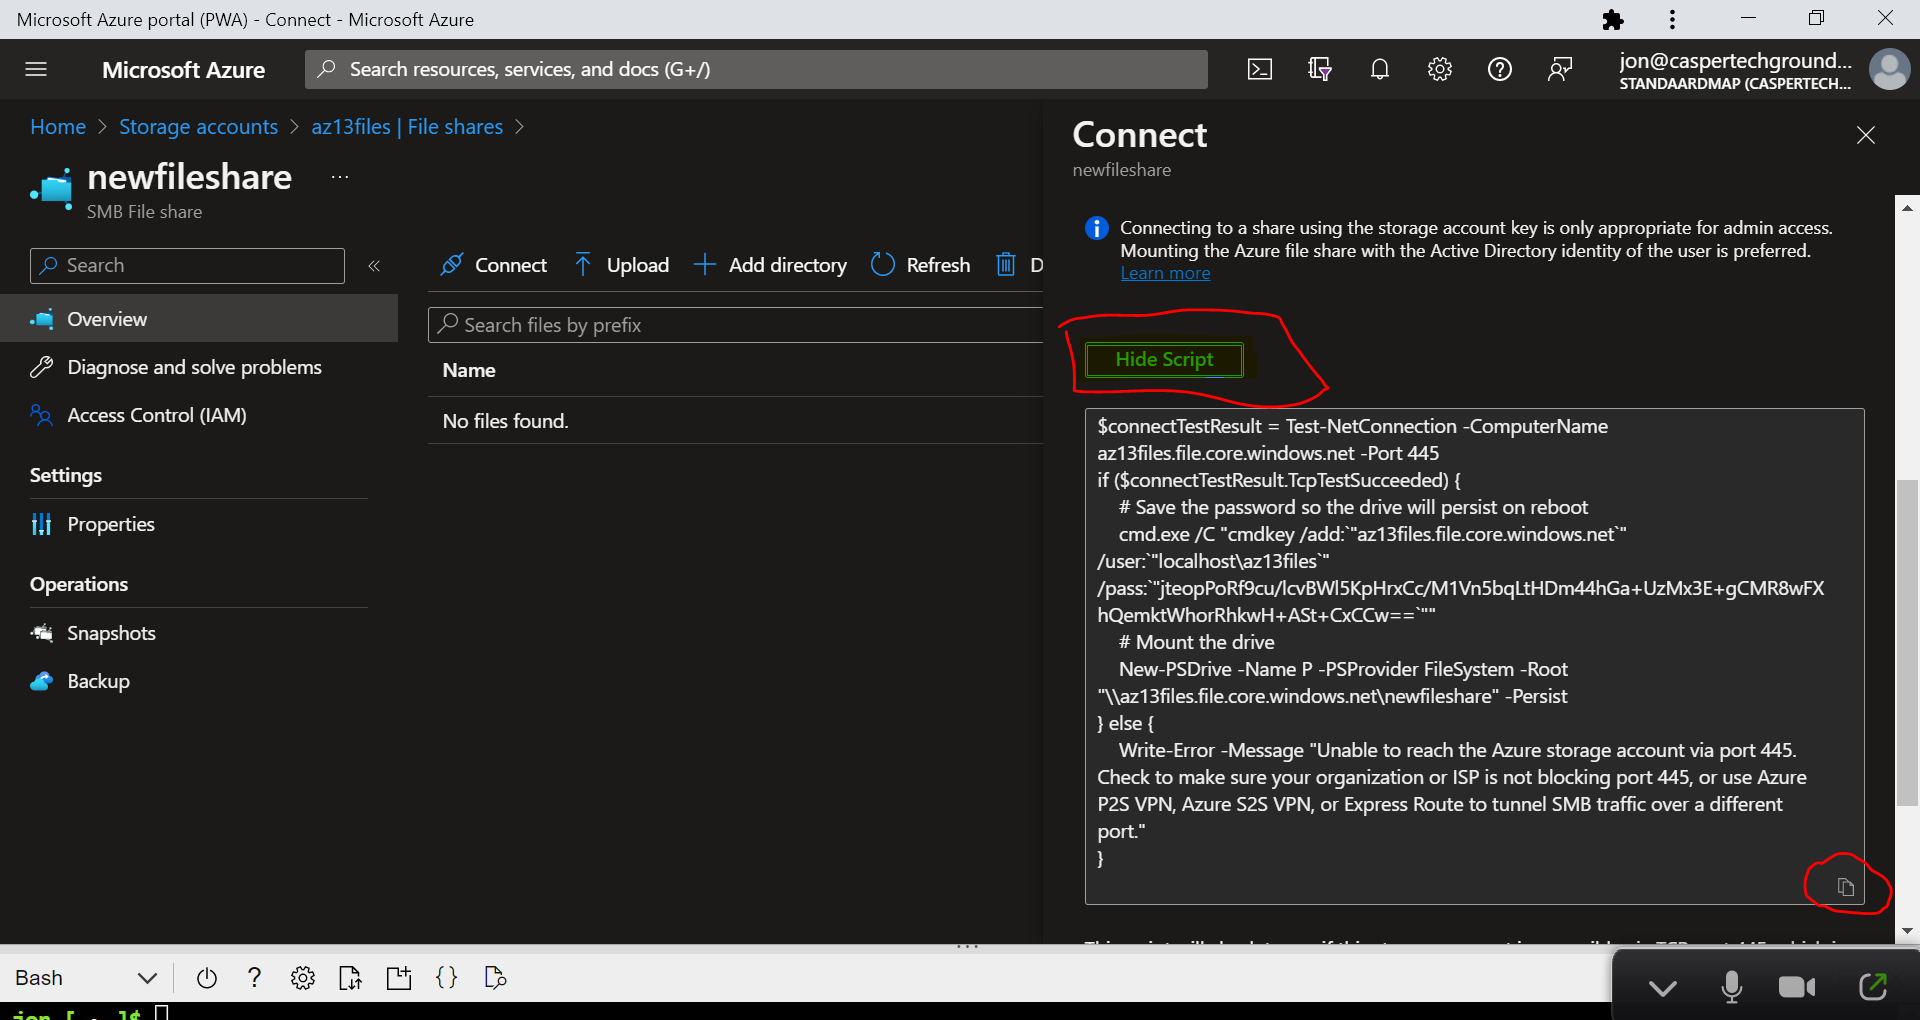 Microsoft Azure portal (PWA) - Connect - Microsoft Azure
Microsoft Azure
Search resources, services, and docs (G+/)
jon@caspertechground...
STANDAARDMAP (CASPERTECH...
Home > Storage accounts > az13files | File shares >
newfileshare ...
SMB File share
Search
«
Overview
Diagnose and solve problems
Access Control (IAM)
Settings
Properties
Operations
Snapshots
Backup
Connect
Upload
Add directory
Refresh
D
Search files by prefix
Name
No files found.
Connect
newfileshare
Connecting to a share using the storage account key is only appropriate for admin access.
Mounting the Azure file share with the Active Directory identity of the user is preferred.
Learn more
Hide Script
$connectTestResult = Test-NetConnection -ComputerName
az13files.file.core.windows.net -Port 445
if ($connectTestResult.TcpTestSucceeded) {
# Save the password so the drive will persist on reboot
cmd.exe /C "cmdkey /add:`"az13files.file.core.windows.net`"
/user:`"localhost\az13files`"
/pass:`"jteopPoRf9cu/lcvBWl5KpHrxCc/M1Vn5bqLtHDm44hGa+UzMx3E+gCMR8wFX
hQemktWhorRhkwH+ASt+CxCCw==`""
# Mount the drive
New-PSDrive -Name P -PSProvider FileSystem -Root
"\\az13files.file.core.windows.net\newfileshare" -Persist
} else {
Write-Error -Message "Unable to reach the Azure storage account via port 445.
Check to make sure your organization or ISP is not blocking port 445, or use Azure
P2S VPN, Azure S2S VPN, or Express Route to tunnel SMB traffic over a different
port."
}
Bash